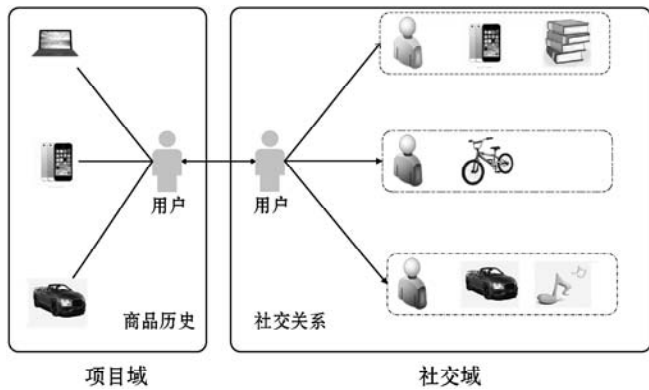 用户
用户
商品历史
社交关系
项目域
社交域